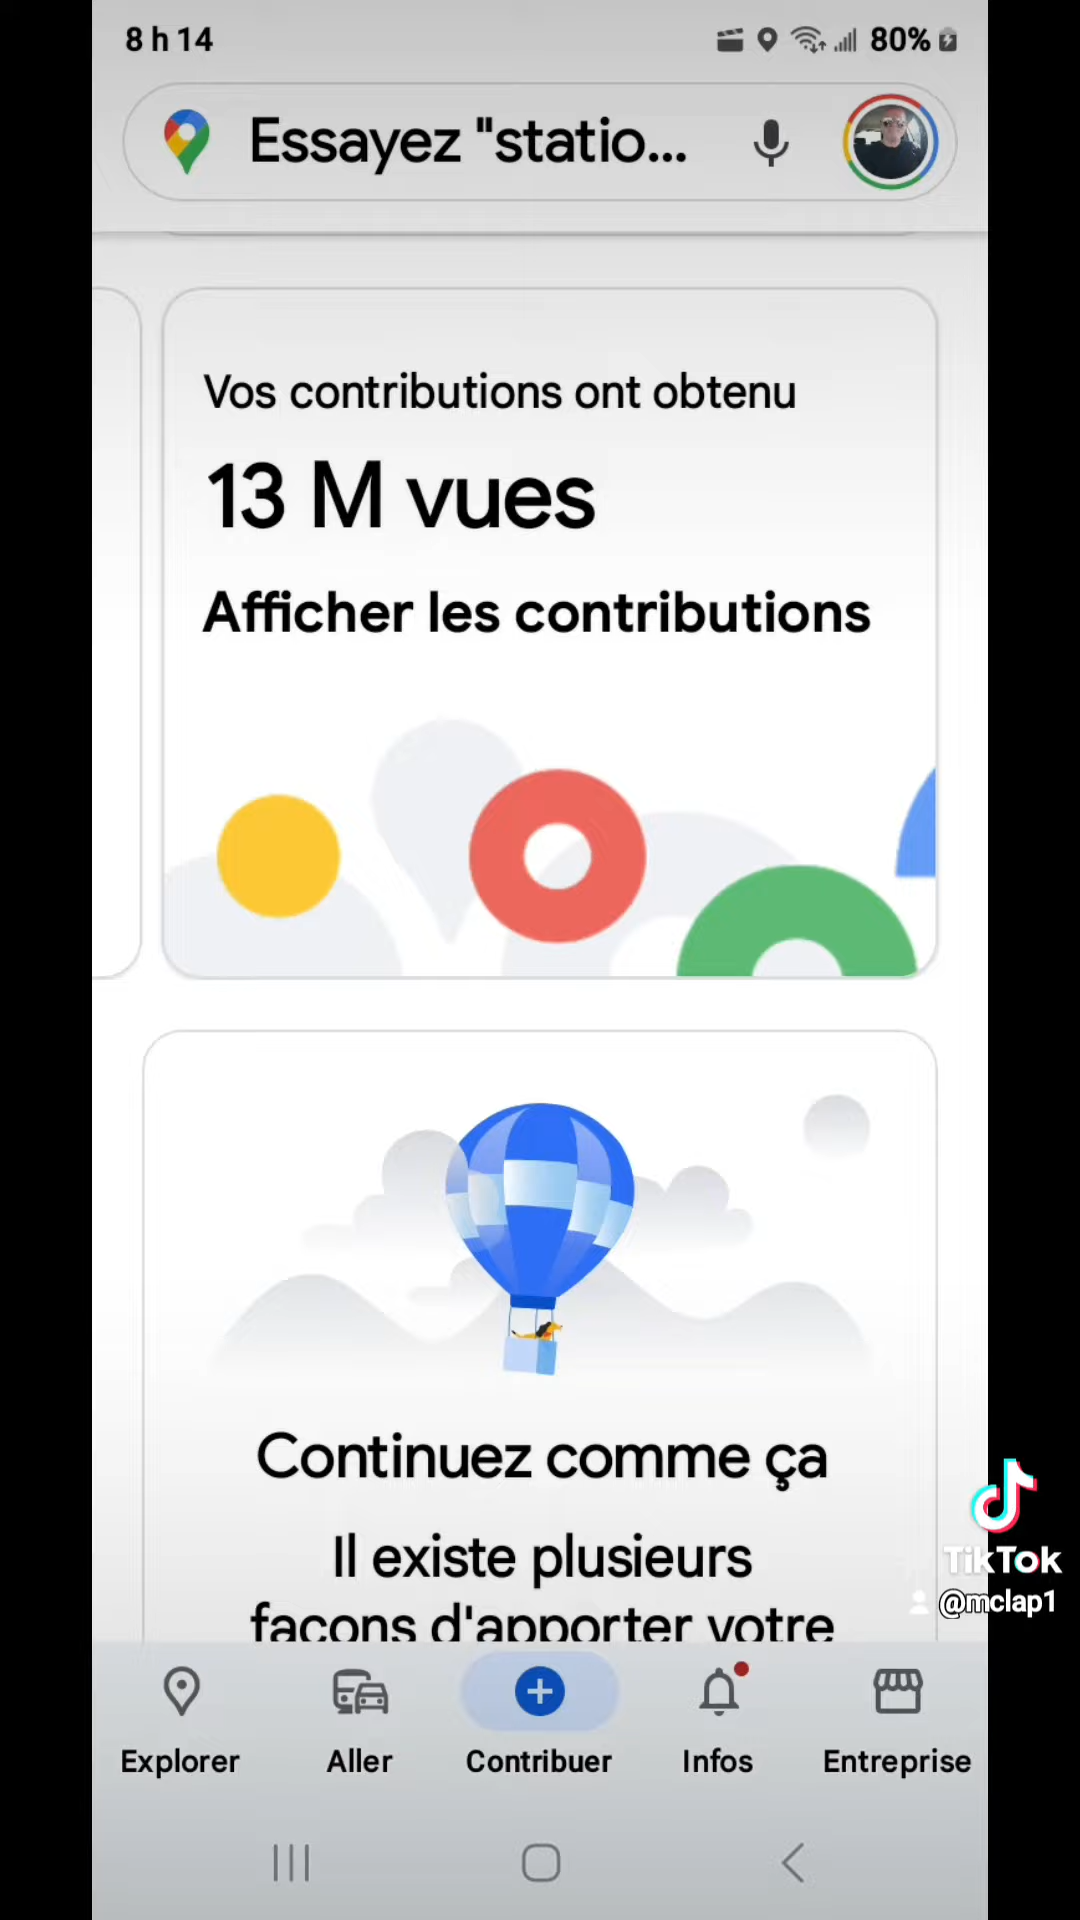 8 h 14
80%
Essayez "statio...
Vos contributions ont obtenu
13 M vues
Afficher les contributions
Continuez comme ça
Il existe plusieurs
façons d'apporter votre
TikTok
@mclap1
Explorer
Aller
Contribuer
Infos
Entreprise